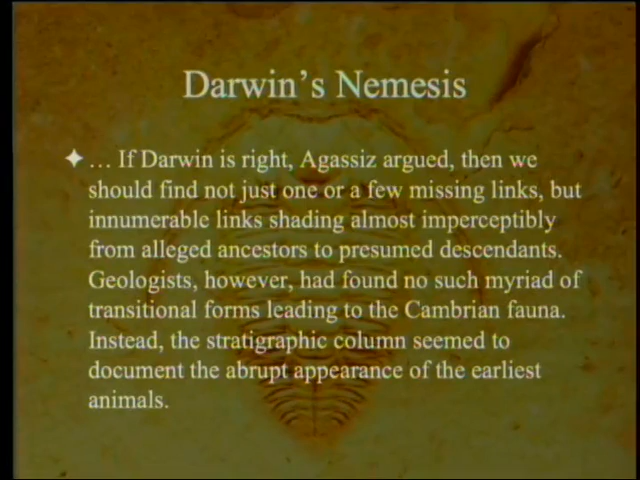 Darwin's Nemesis
✦… If Darwin is right, Agassiz argued, then we
should find not just one or a few missing links, but
innumerable links shading almost imperceptibly
from alleged ancestors to presumed descendants.
Geologists, however, had found no such myriad of
transitional forms leading to the Cambrian fauna.
Instead, the stratigraphic column seemed to
document the abrupt appearance of the earliest
animals.